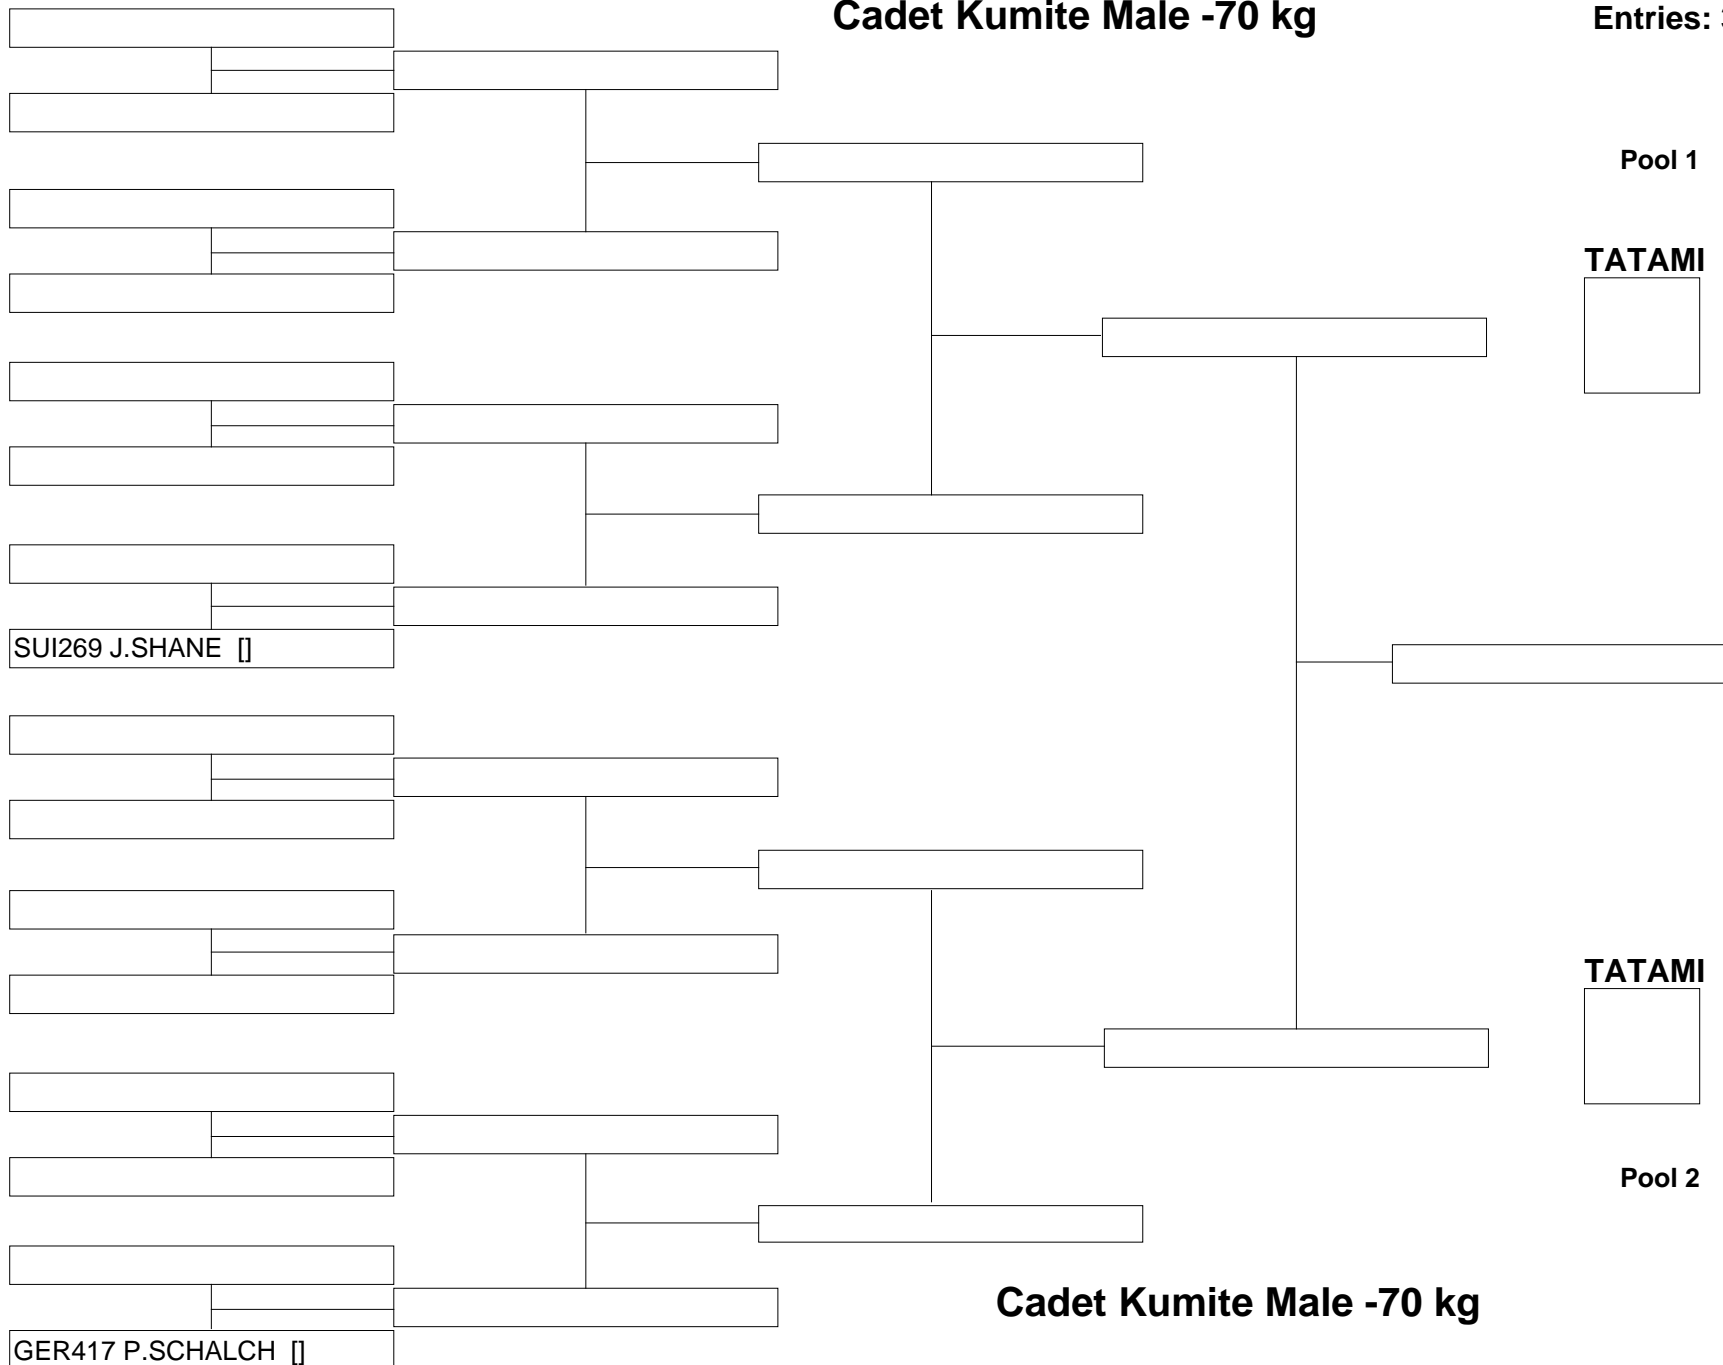 Cadet Kumite Male -70 kg
Entries:
Pool 1
TATAMI
SUI269 J.SHANE []
TATAMI
Pool 2
Cadet Kumite Male -70 kg
GER417 P.SCHALCH []